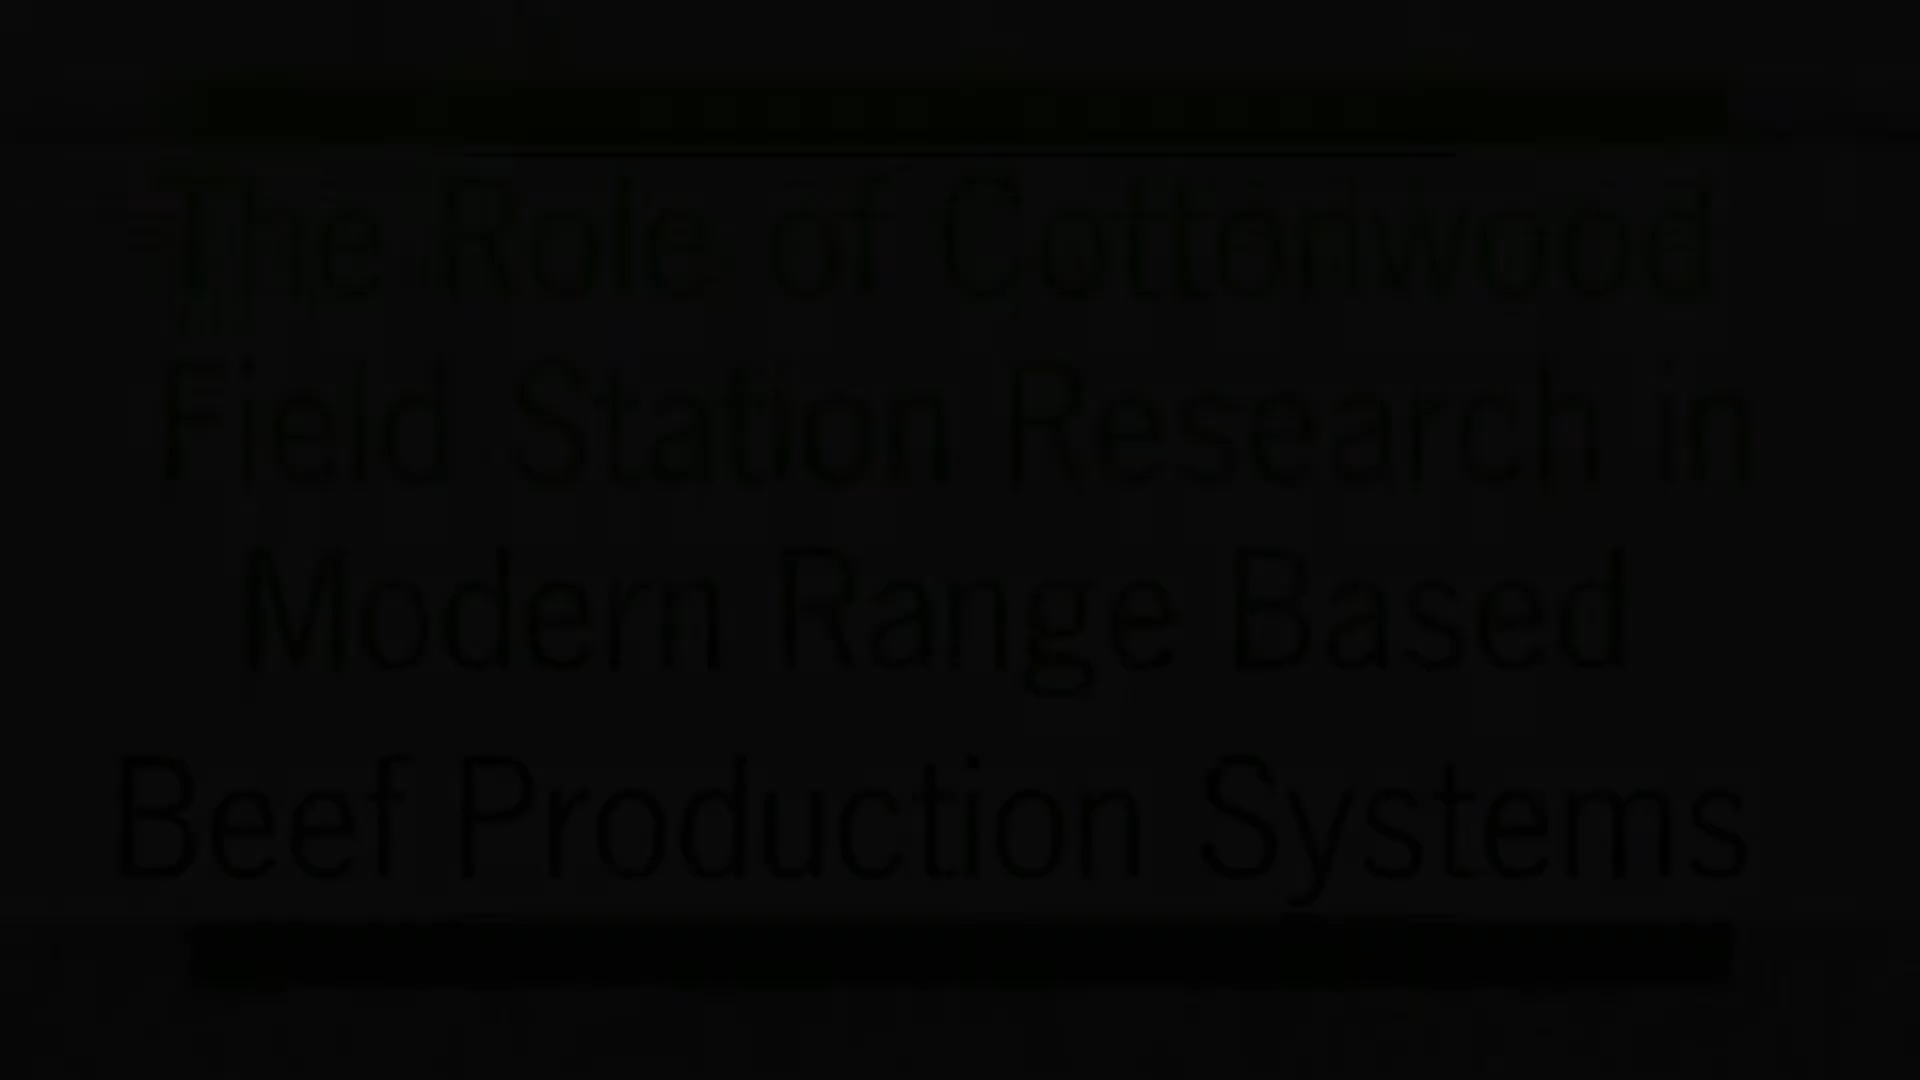 The Role of Cottonwood
Field Station Research in
Modern Range Based
Beef Production Systems